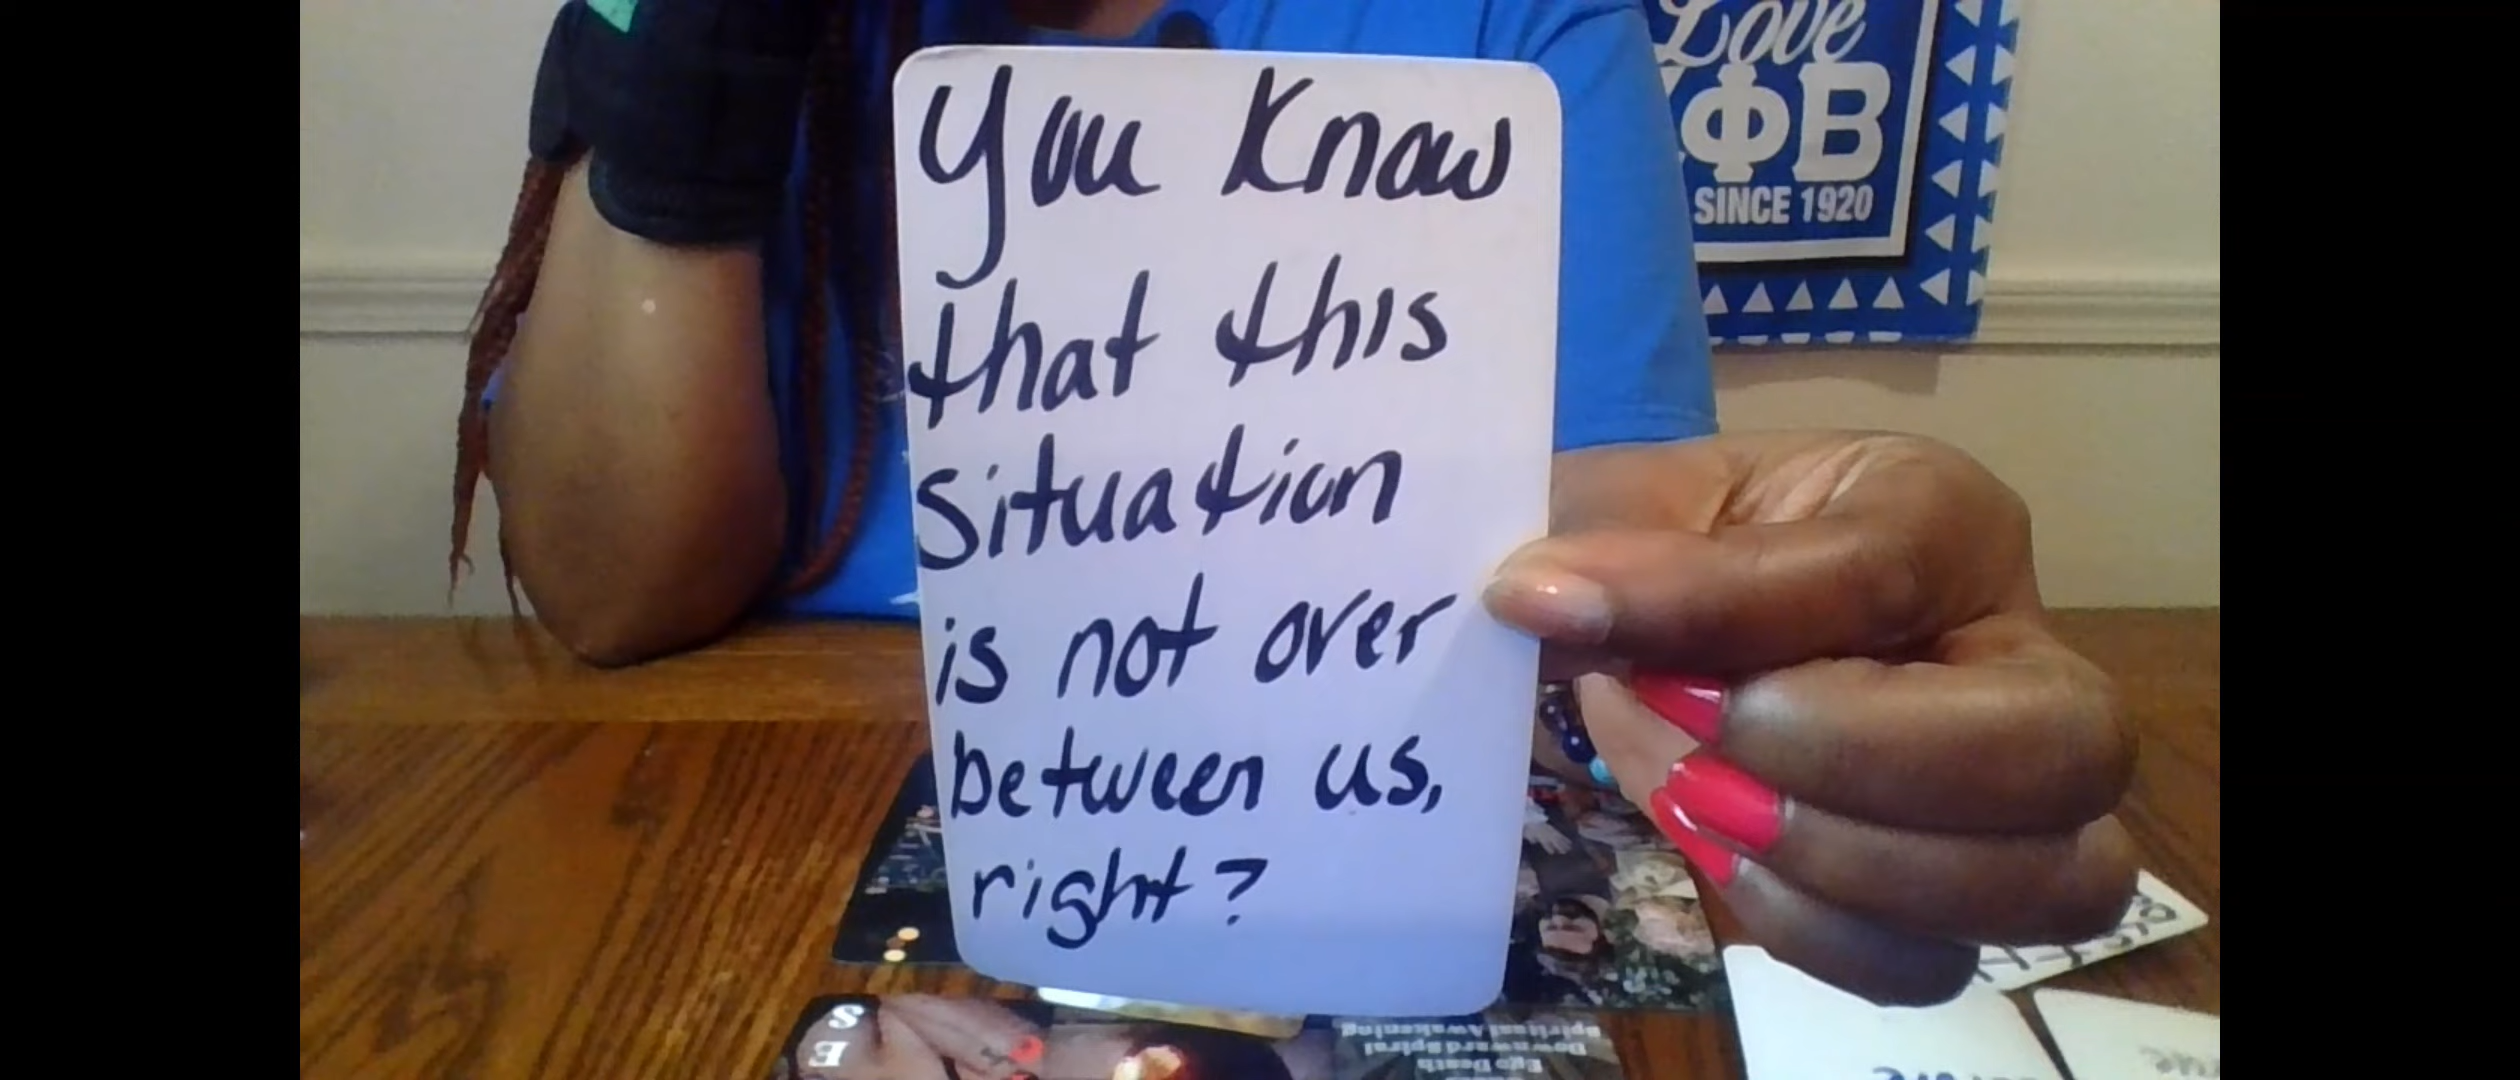 Love
ΦΒ
SINCE 1920
You Know
that this
situation
is not over
between us,
right?
S
E
Spiritual Awakening
Downward Spiral
Ego Death